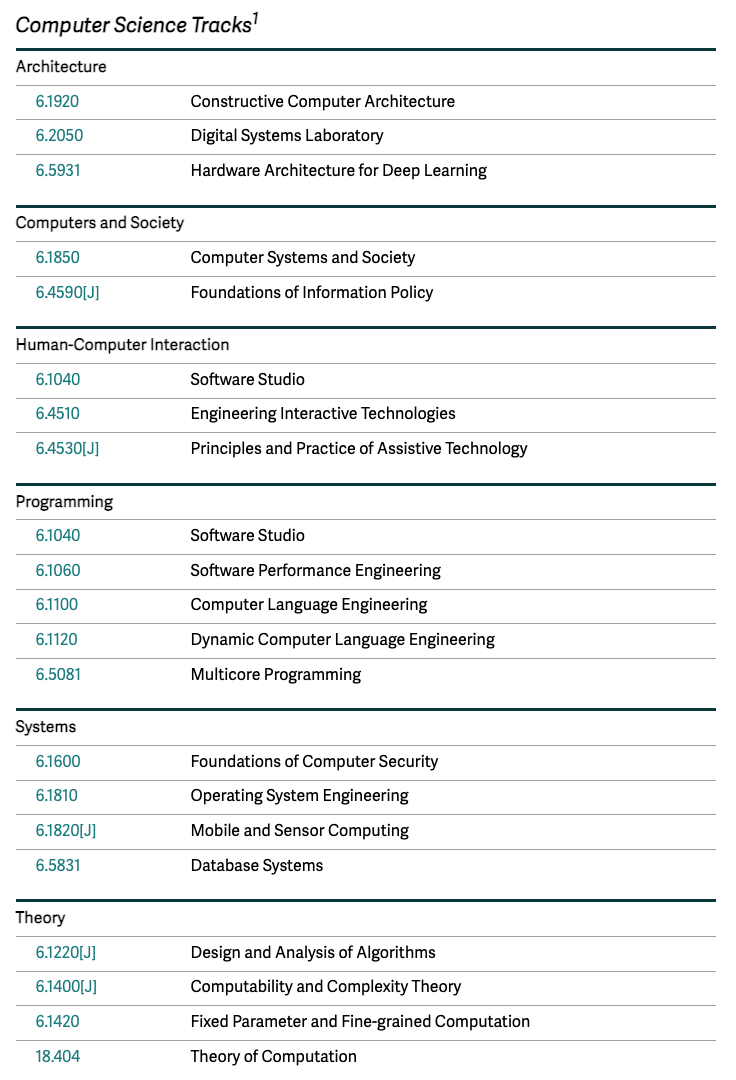 Computer Science Tracks1
Architecture
6.1920 Constructive Computer Architecture
6.2050 Digital Systems Laboratory
6.5931 Hardware Architecture for Deep Learning
Computers and Society
6.1850 Computer Systems and Society
6.4590[J] Foundations of Information Policy
Human-Computer Interaction
6.1040 Software Studio
6.4510 Engineering Interactive Technologies
6.4530[J] Principles and Practice of Assistive Technology
Programming
6.1040 Software Studio
6.1060 Software Performance Engineering
6.1100 Computer Language Engineering
6.1120 Dynamic Computer Language Engineering
6.5081 Multicore Programming
Systems
6.1600 Foundations of Computer Security
6.1810 Operating System Engineering
6.1820[J] Mobile and Sensor Computing
6.5831 Database Systems
Theory
6.1220[J] Design and Analysis of Algorithms
6.1400[J] Computability and Complexity Theory
6.1420 Fixed Parameter and Fine-grained Computation
18.404 Theory of Computation